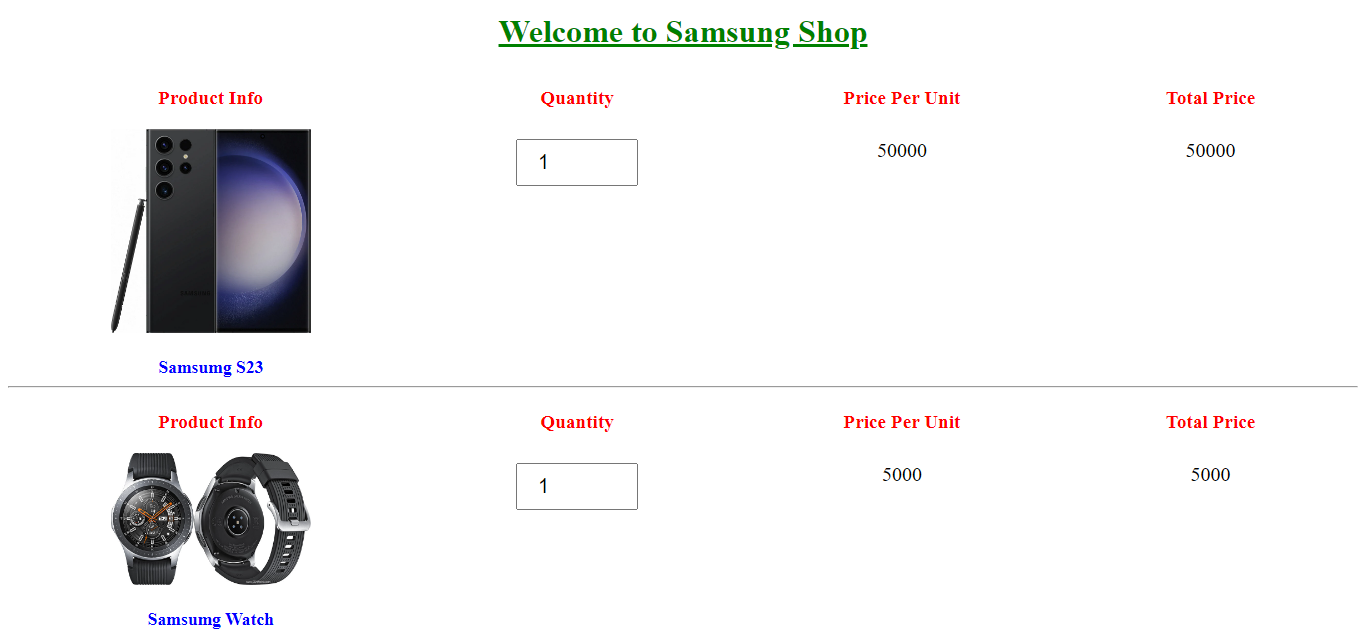 Welcome to Samsung Shop
Product Info Quantity Price Per Unit Total Price
1 50000 50000
Samsumg S23
Product Info Quantity Price Per Unit Total Price
1 5000 5000
Samsumg Watch